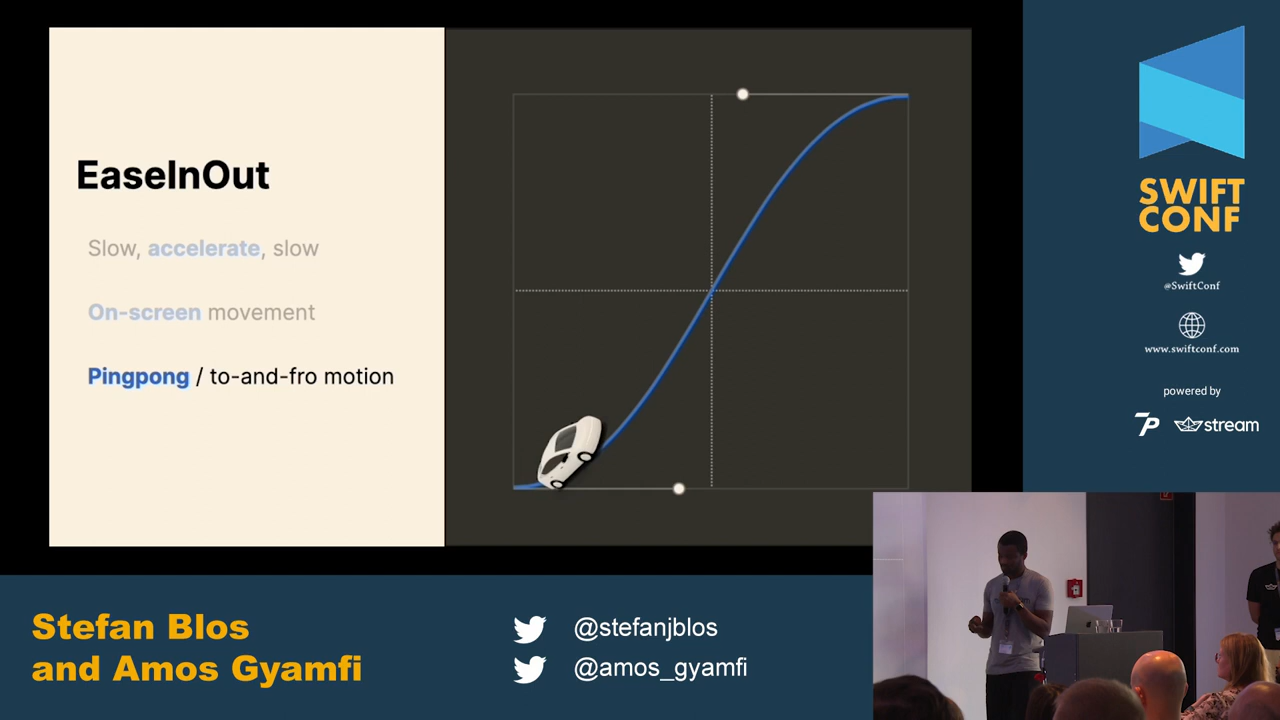 EaseInOut
Slow, accelerate, slow
On-screen movement
Pingpong / to-and-fro motion
SWIFT
CONF
@SwiftConf
www.swiftconf.com
powered by
7P
stream
Stefan Blos
and Amos Gyamfi
@stefanjblos
@amos_gyamfi